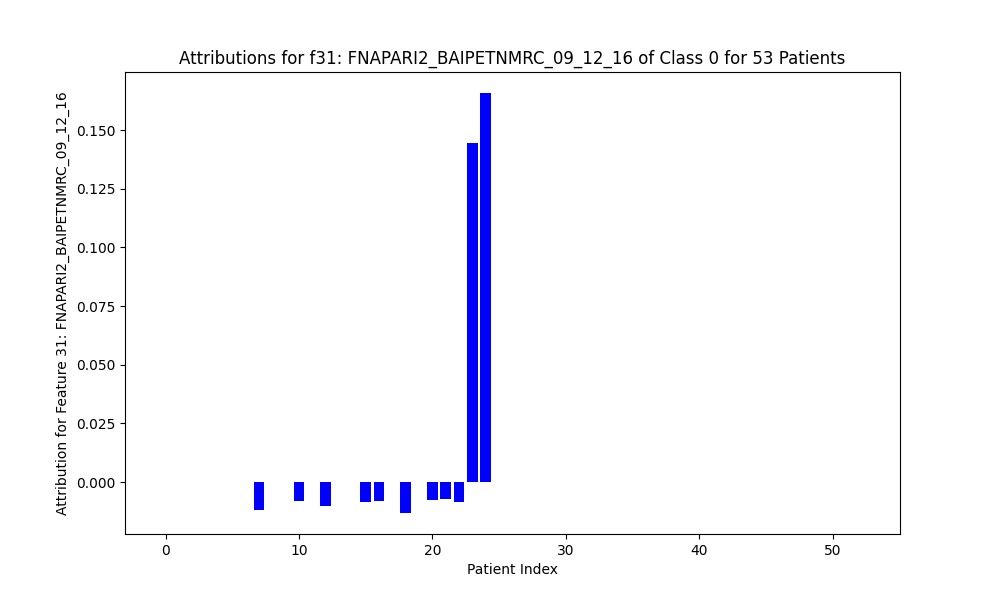 Attributions for f31: FNAPARI2_BAIPETNMRC_09_12_16 of Class 0 for 53 Patients
Attribution for Feature 31: FNAPARI2_BAIPETNMRC_09_12_16
0.150
0.125
0.100
0.075
0.050
0.025
0.000
0 10 20 30 40 50
Patient Index